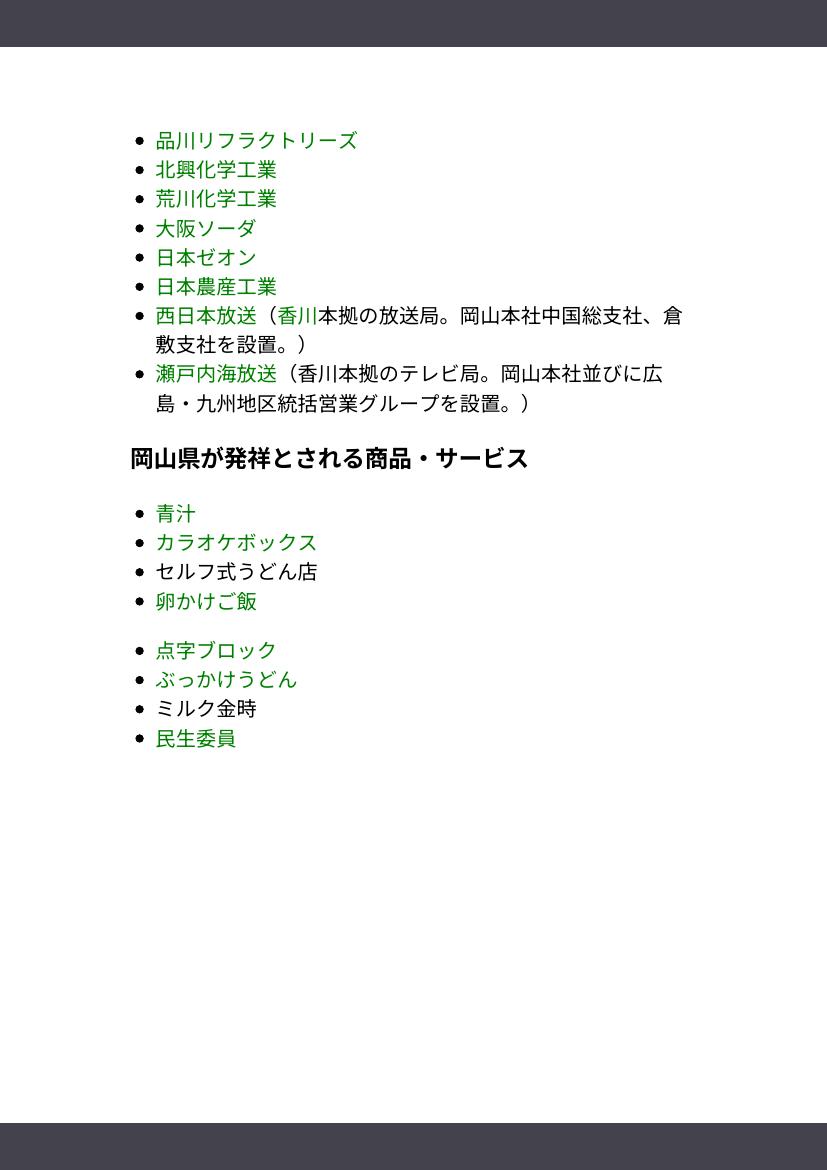 品川リフラクトリーズ
北興化学工業
荒川化学工業
大阪ソーダ
日本ゼオン
日本農産工業
西日本放送（香川本拠の放送局。岡山本社中国総支社、倉
敷支社を設置。）
瀬戸内海放送（香川本拠のテレビ局。岡山本社並びに広
島・九州地区統括営業グループを設置。）
岡山県が発祥とされる商品・サービス
青汁
カラオケボックス
セルフ式うどん店
卵かけご飯
点字ブロック
ぶっかけうどん
ミルク金時
民生委員